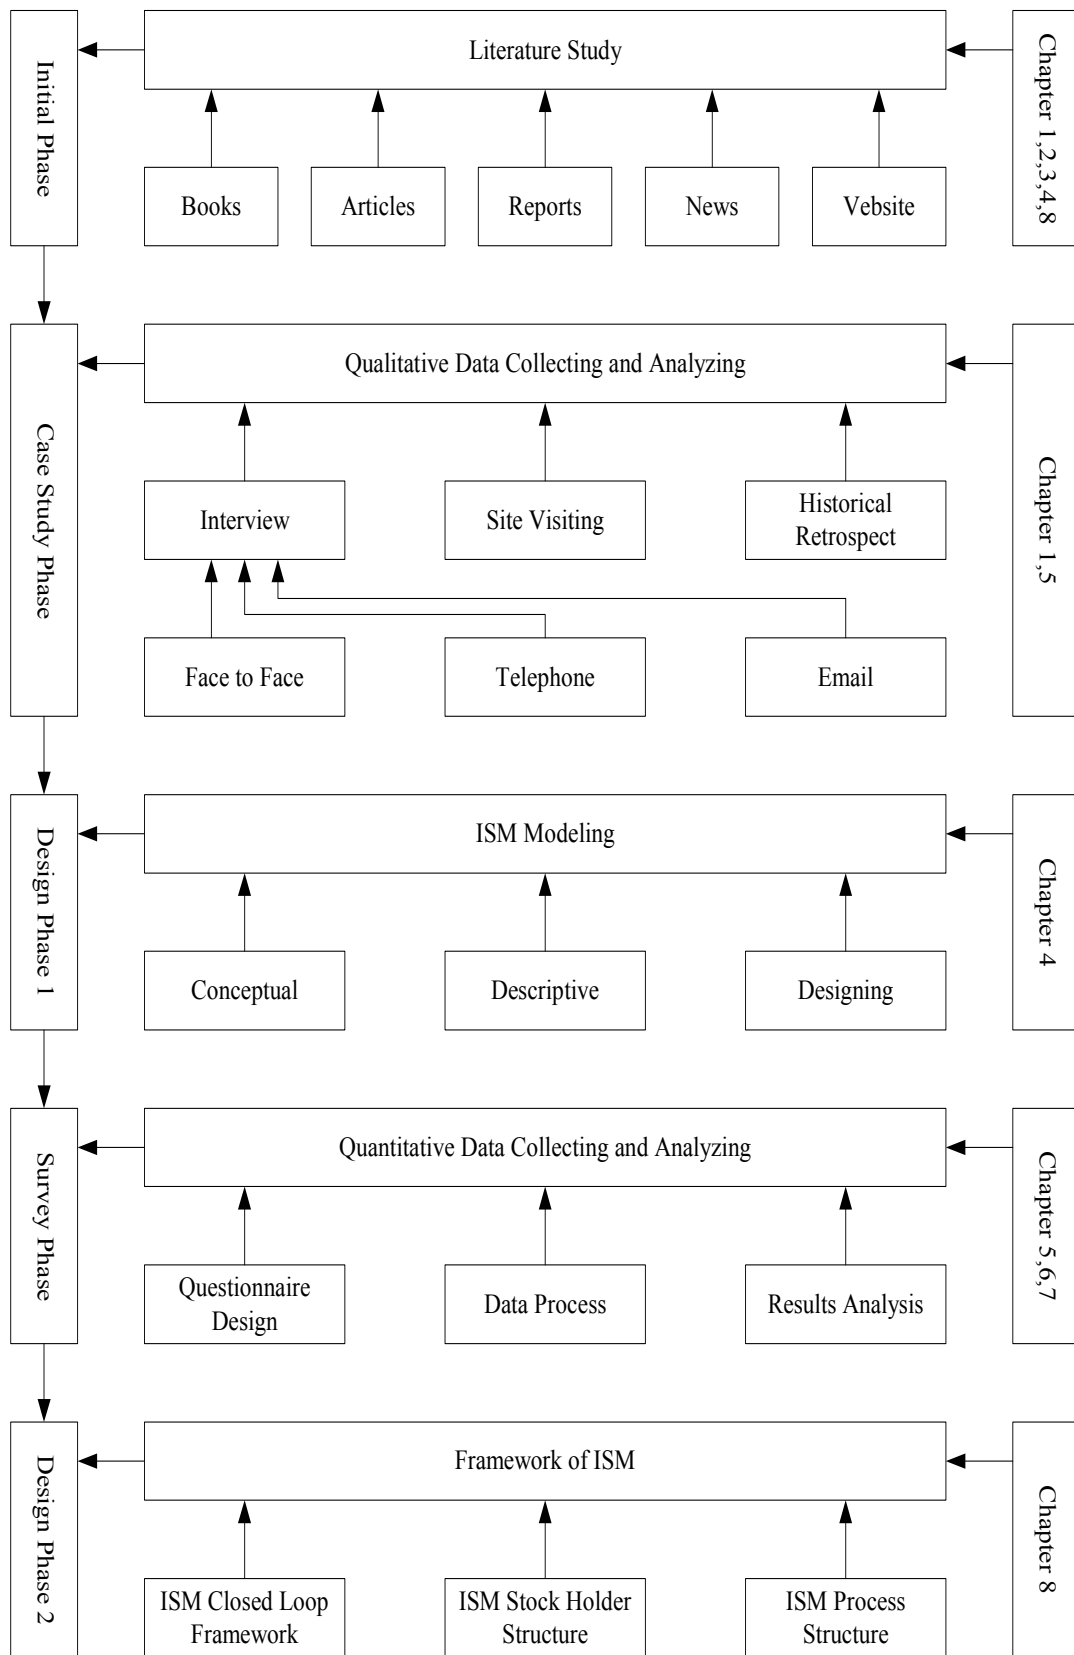 Initial Phase
Literature Study
Chapter 1,2,3,4,8
Books
Articles
Reports
News
Vebsite
Case Study Phase
Qualitative Data Collecting and Analyzing
Chapter 1,5
Interview
Site Visiting
Historical
Retrospect
Face to Face
Telephone
Email
Design Phase 1
ISM Modeling
Chapter 4
Conceptual
Descriptive
Designing
Survey Phase
Quantitative Data Collecting and Analyzing
Chapter 5,6,7
Questionnaire
Design
Data Process
Results Analysis
Design Phase 2
Framework of ISM
Chapter 8
ISM Closed Loop
Framework
ISM Stock Holder
Structure
ISM Process
Structure